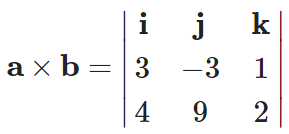 i j k
a × b = | 3 −3 1 |
4 9 2